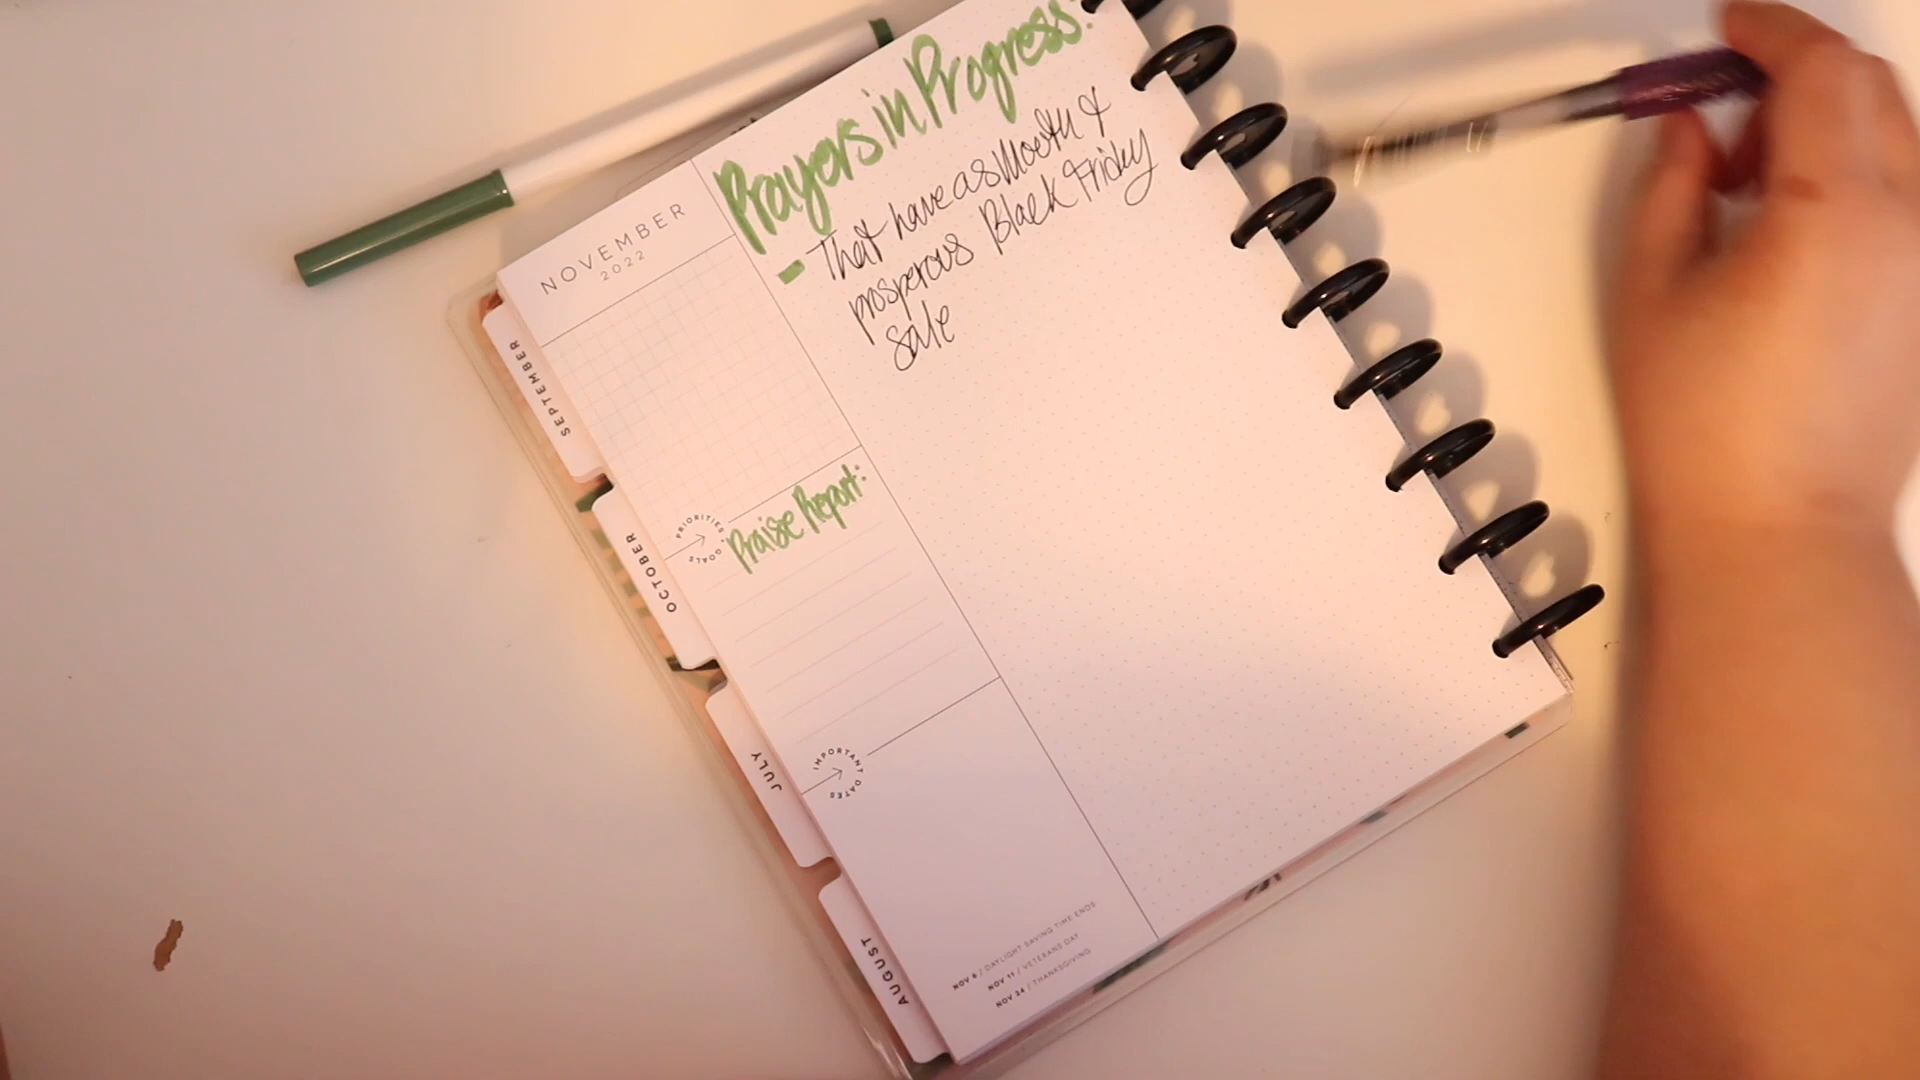 Prayers in Progress:
- That have a smooth &
prosperous Black Friday
Sale
NOVEMBER
2022
PRIORITIES • GOALS
Praise Report:
IMPORTANT DATES
NOV 6 / DAYLIGHT SAVING TIME ENDS
NOV 11 / VETERANS DAY
NOV 24 / THANKSGIVING
SEPTEMBER
OCTOBER
JULY
AUGUST